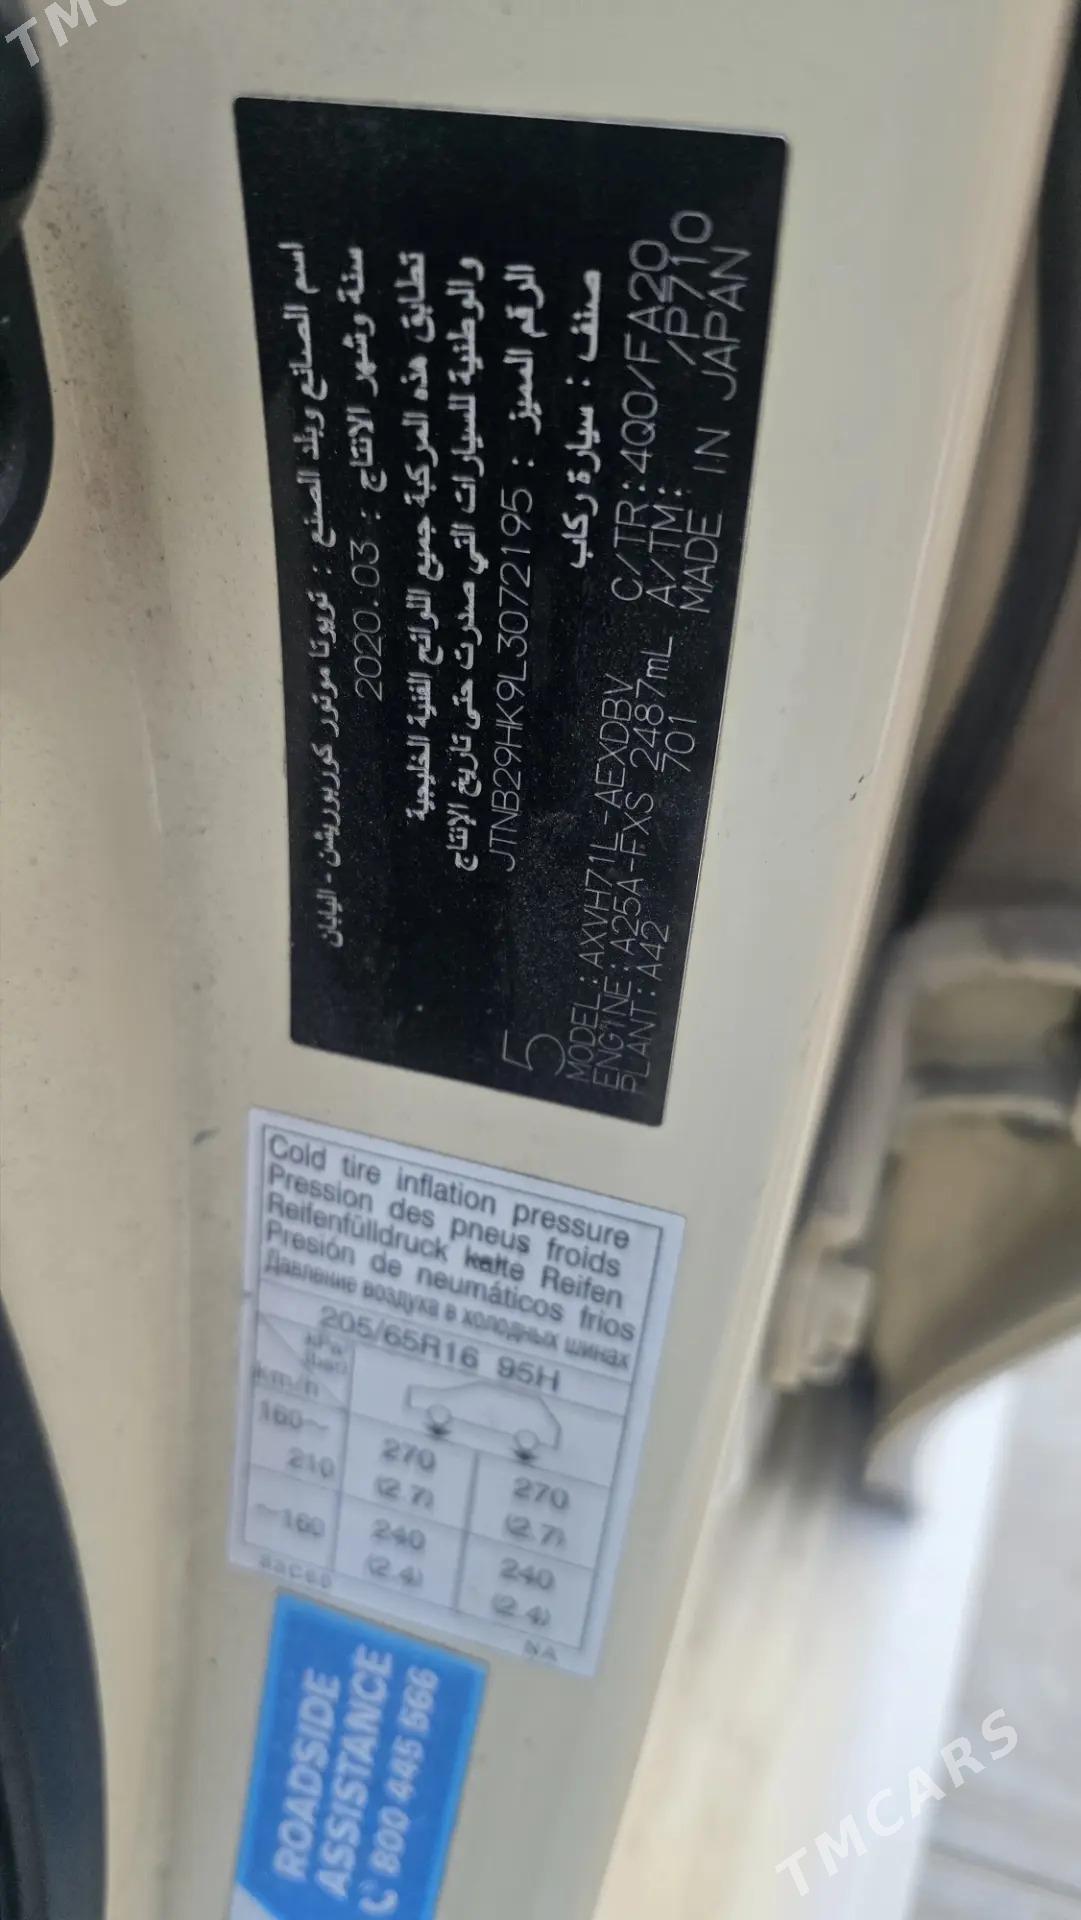 اسم الصانع وبلد الصنع : تويوتا موتور كوربوريشن - اليابان
سنة وشهر الانتاج : 2020.03
تطابق هذه المركبة جميع اللوائح الفنية الخليجية
والوطنية للسيارات التي صدرت حتى تاريخ الإنتاج
الرقم المميز : JTNB29HK9L3072195
صنف : سيارة ركاب
5
MODEL:AXVH71L-AEXDBV C/TR:4Q0/FA20
ENGINE:A25A-FXS 2487mL A/TM: /P710
PLANT:A42 701 MADE IN JAPAN
Cold tire inflation pressure
Pression des pneus froids
Reifenfülldruck kalte Reifen
Presión de neumáticos frios
Давление воздуха в холодных шинах
205/65R16 95H
kPa
(bar)
km/h
160~
210
270
(2.7)
270
(2.7)
~160
240
(2.4)
240
(2.4)
NA
ROADSIDE
ASSISTANCE
800 445 566
TMCARS